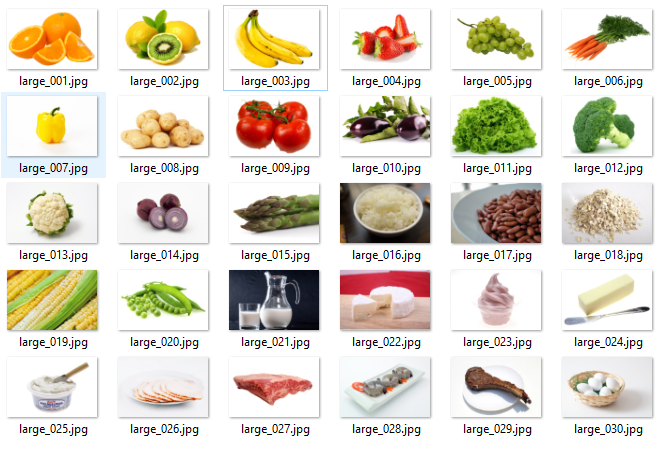 large_001.jpg large_002.jpg large_003.jpg large_004.jpg large_005.jpg large_006.jpg
large_007.jpg large_008.jpg large_009.jpg large_010.jpg large_011.jpg large_012.jpg
large_013.jpg large_014.jpg large_015.jpg large_016.jpg large_017.jpg large_018.jpg
large_019.jpg large_020.jpg large_021.jpg large_022.jpg large_023.jpg large_024.jpg
large_025.jpg large_026.jpg large_027.jpg large_028.jpg large_029.jpg large_030.jpg